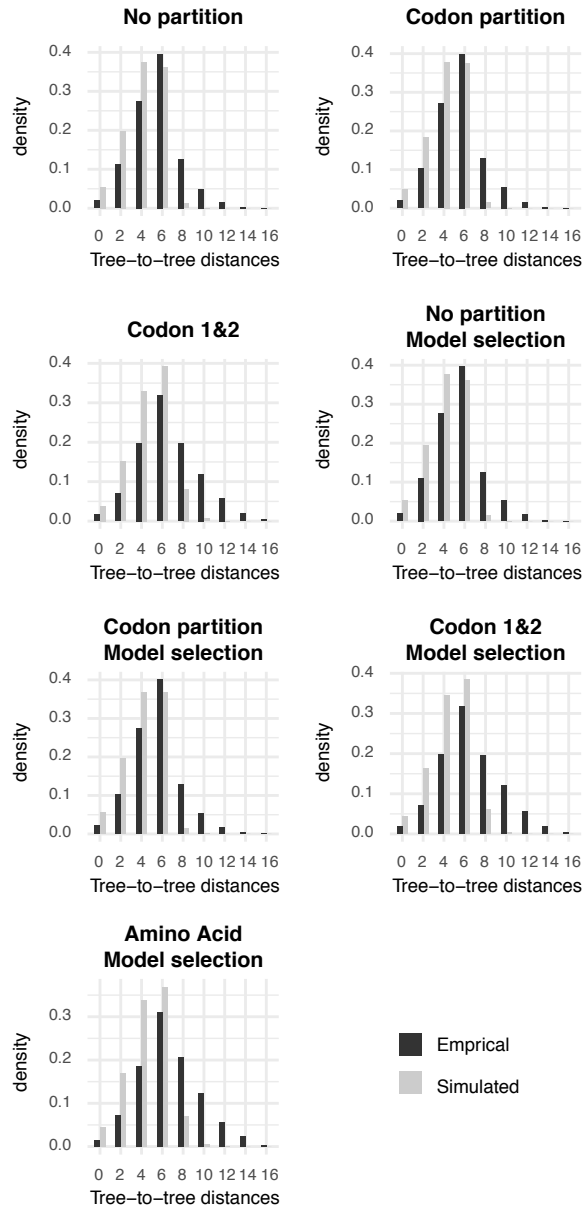 No partition
0.4
0.3
0.2
0.1
0.0
density
0 2 4 6 8 10 12 14 16
Tree−to−tree distances
Codon partition
0.4
0.3
0.2
0.1
0.0
density
0 2 4 6 8 10 12 14 16
Tree−to−tree distances
Codon 1&2
0.4
0.3
0.2
0.1
0.0
density
0 2 4 6 8 10 12 14 16
Tree−to−tree distances
No partition
Model selection
0.4
0.3
0.2
0.1
0.0
density
0 2 4 6 8 10 12 14 16
Tree−to−tree distances
Codon partition
Model selection
0.4
0.3
0.2
0.1
0.0
density
0 2 4 6 8 10 12 14 16
Tree−to−tree distances
Codon 1&2
Model selection
0.4
0.3
0.2
0.1
0.0
density
0 2 4 6 8 10 12 14 16
Tree−to−tree distances
Amino Acid
Model selection
0.3
0.2
0.1
0.0
density
0 2 4 6 8 10 12 14 16
Tree−to−tree distances
Emprical
Simulated